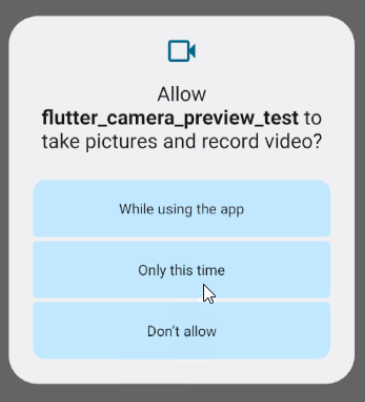 Allow
flutter_camera_preview_test to
take pictures and record video?
While using the app
Only this time
Don't allow